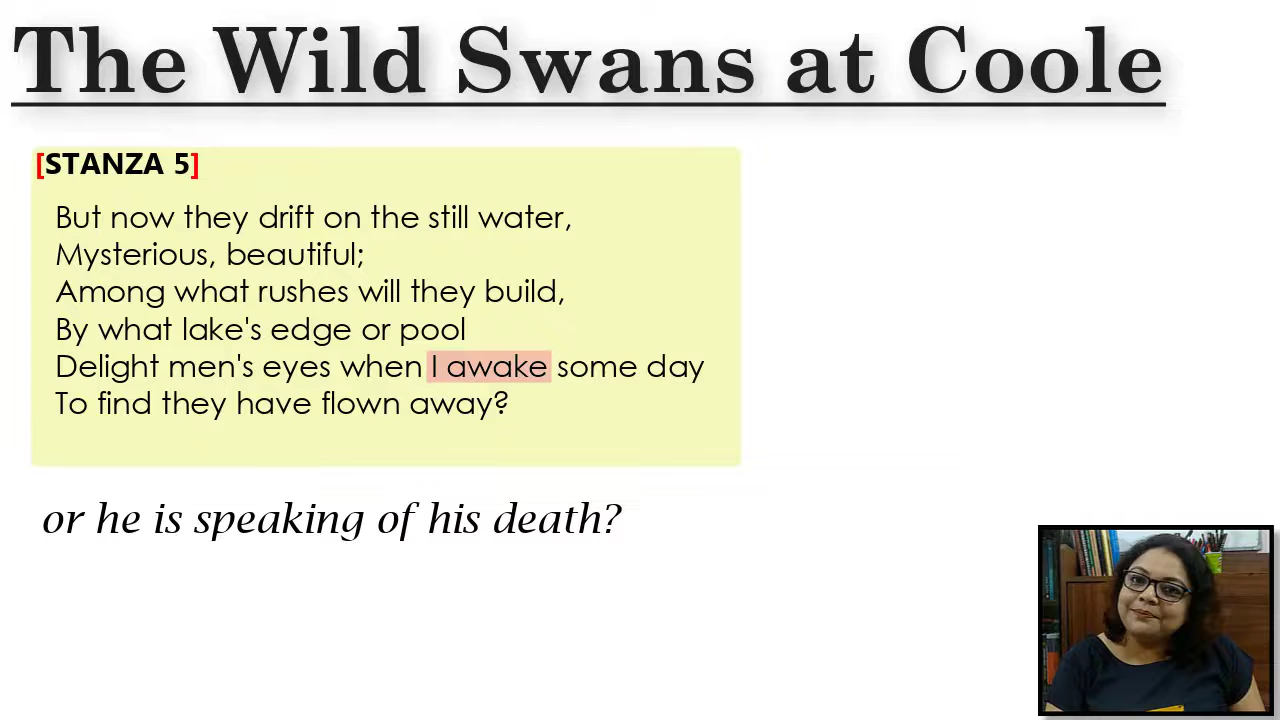 The Wild Swans at Coole
[STANZA 5]
But now they drift on the still water,
Mysterious, beautiful;
Among what rushes will they build,
By what lake's edge or pool
Delight men's eyes when I awake some day
To find they have flown away?
or he is speaking of his death?